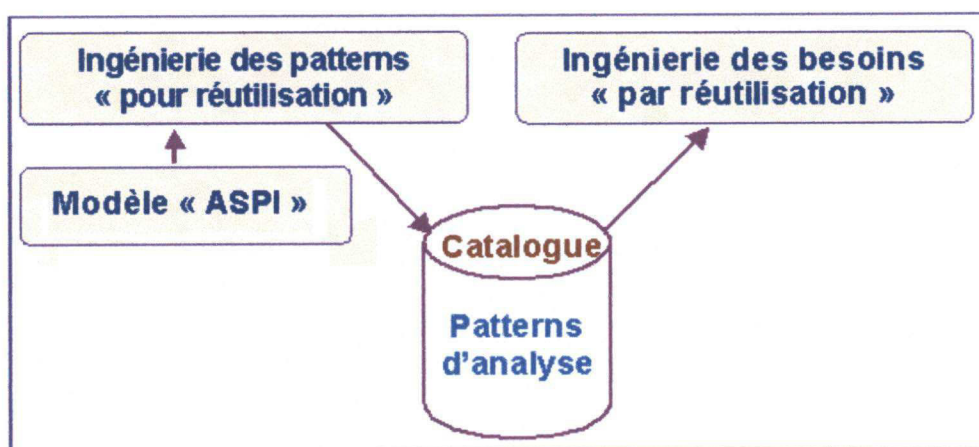 Ingénierie des patterns
« pour réutilisation »
Ingénierie des besoins
« par réutilisation »
Modèle « ASPI »
Catalogue
Patterns
d'analyse